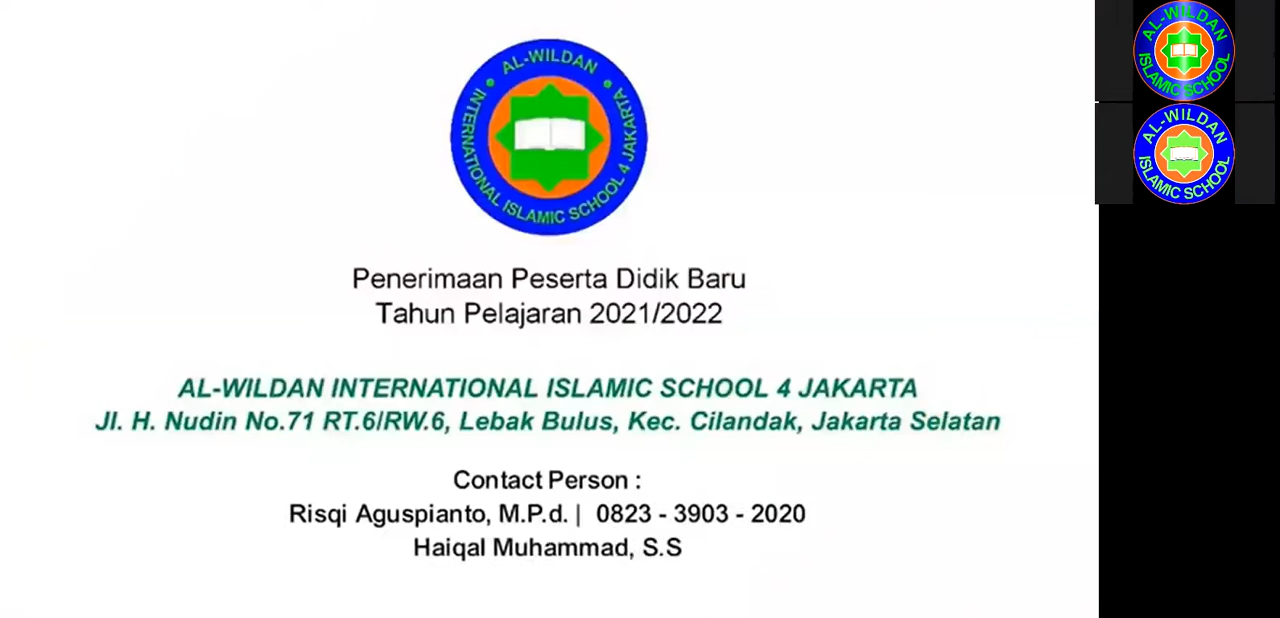 AL-WILDAN
INTERNATIONAL ISLAMIC SCHOOL 4 JAKARTA
Penerimaan Peserta Didik Baru
Tahun Pelajaran 2021/2022
AL-WILDAN INTERNATIONAL ISLAMIC SCHOOL 4 JAKARTA
Jl. H. Nudin No.71 RT.6/RW.6, Lebak Bulus, Kec. Cilandak, Jakarta Selatan
Contact Person :
Risqi Aguspianto, M.P.d. | 0823 - 3903 - 2020
Haiqal Muhammad, S.S
AL-WILDAN
ISLAMIC SCHOOL
AL-WILDAN
ISLAMIC SCHOOL